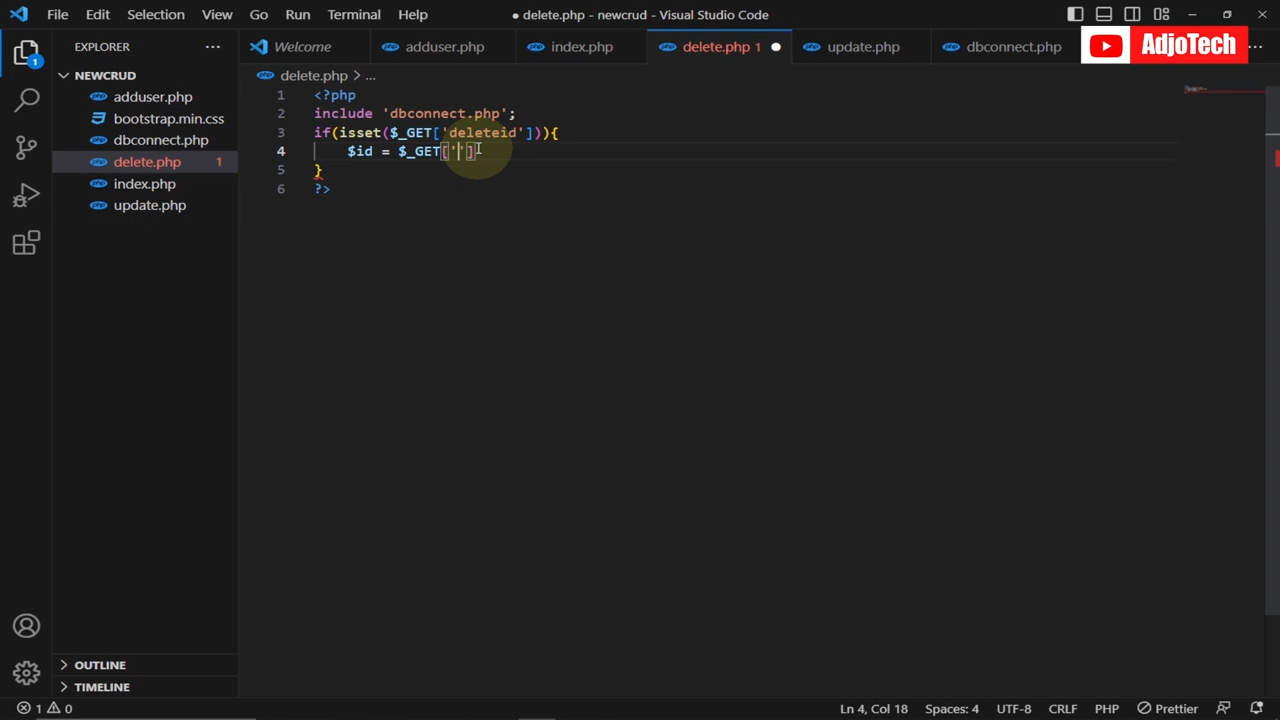 File Edit Selection View Go Run Terminal Help
● delete.php - newcrud - Visual Studio Code
EXPLORER
NEWCRUD
adduser.php
bootstrap.min.css
dbconnect.php
delete.php 1
index.php
update.php
OUTLINE
TIMELINE
1
Welcome adduser.php index.php delete.php 1 ● update.php dbconnect.php
AdjoTech
delete.php > ...
1 <?php
2 include 'dbconnect.php';
3 if(isset($_GET['deleteid'])){
4 $id = $_GET['']
5 }
6 ?>
1 0
Ln 4, Col 18 Spaces: 4 UTF-8 CRLF PHP Prettier